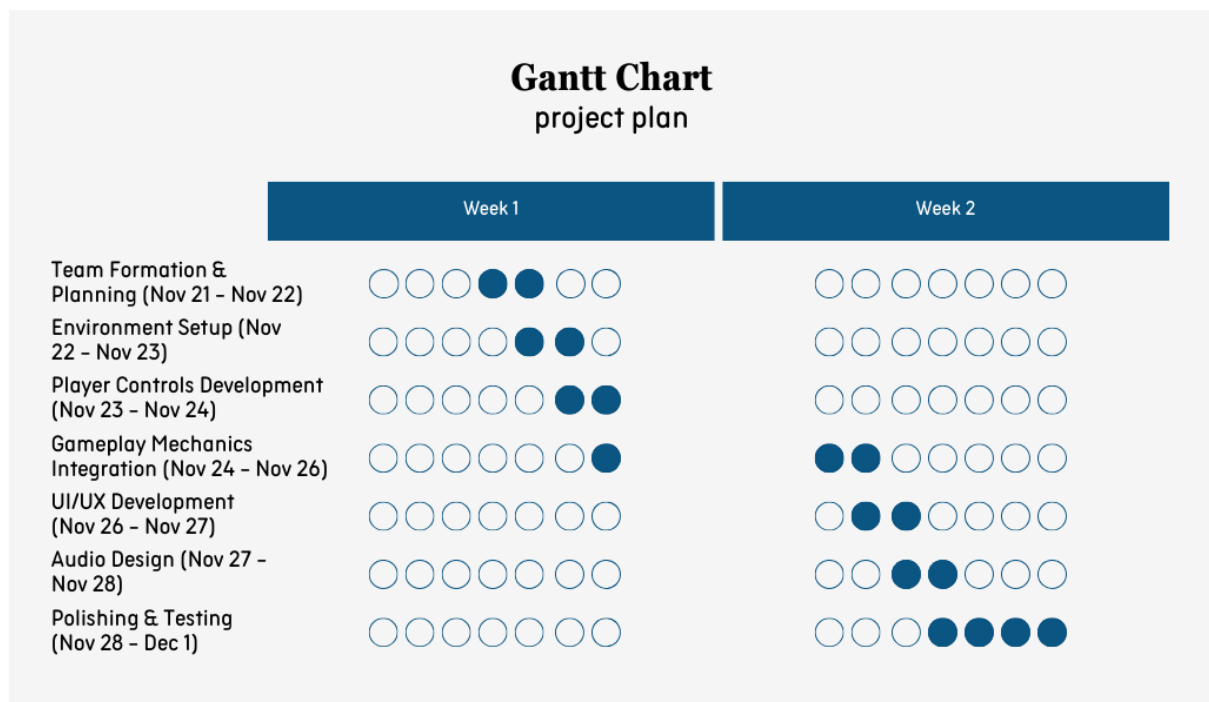 Gantt Chart
project plan
Week 1
Week 2
Team Formation &
Planning (Nov 21 - Nov 22)
Environment Setup (Nov
22 - Nov 23)
Player Controls Development
(Nov 23 - Nov 24)
Gameplay Mechanics
Integration (Nov 24 - Nov 26)
UI/UX Development
(Nov 26 - Nov 27)
Audio Design (Nov 27 -
Nov 28)
Polishing & Testing
(Nov 28 - Dec 1)